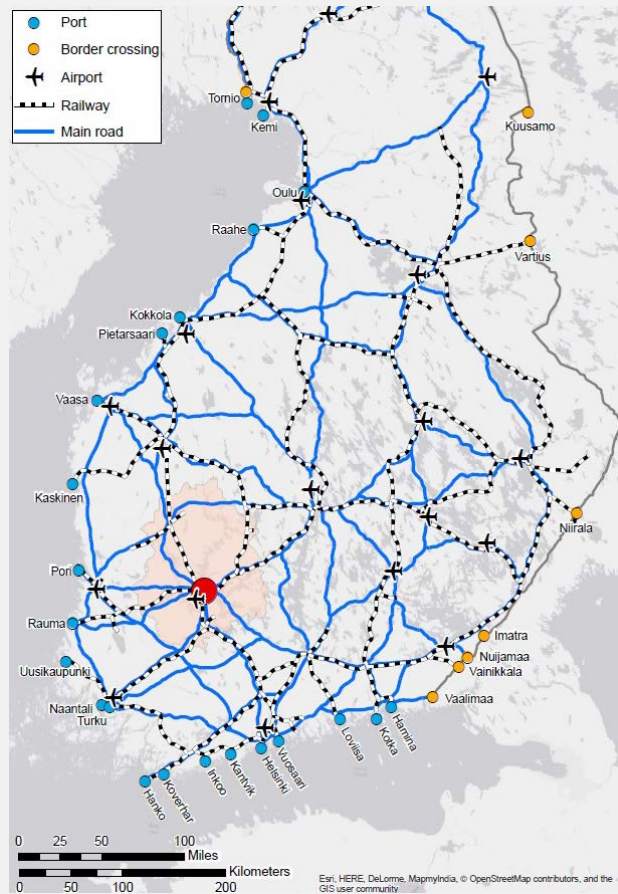 Port
Border crossing
Airport
Railway
Main road
Tornio
Kemi
Kuusamo
Oulu
Raahe
Vartius
Kokkola
Pietarsaari
Vaasa
Kaskinen
Niirala
Pori
Rauma
Imatra
Nuijamaa
Uusikaupunki
Vainikkala
Vaalimaa
Naantali
Turku
Hamina
Kotka
Loviisa
Vuosaari
Helsinki
Kantvik
Inkoo
Koverhar
Hanko
0 25 50 100
Miles
Kilometers
0 50 100 200
Esri, HERE, DeLorme, MapmyIndia, © OpenStreetMap contributors, and the
GIS user community